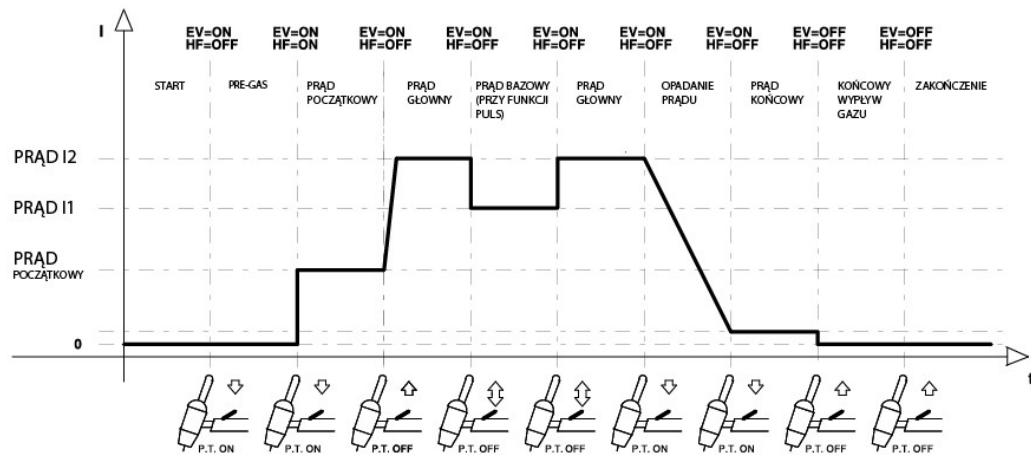 I
EV=ON EV=ON EV=ON EV=ON EV=ON EV=ON EV=ON EV=OFF EV=OFF
HF=OFF HF=ON HF=OFF HF=OFF HF=OFF HF=OFF HF=OFF HF=OFF HF=OFF
START
PRE-GAS
PRĄD
POCZĄTKOWY
PRĄD
GŁOWNY
PRĄD BAZOWY
(PRZY FUNKCJI
PULS)
PRĄD
GŁOWNY
OPADANIE
PRĄDU
PRĄD
KOŃCOWY
KOŃCOWY
WYPŁYW
GAZU
ZAKOŃCZENIE
PRĄD I2
PRĄD I1
PRĄD
POCZĄTKOWY
0
t
P.T. ON P.T. ON P.T. OFF P.T. OFF P.T. OFF P.T. ON P.T. ON P.T. OFF P.T. OFF